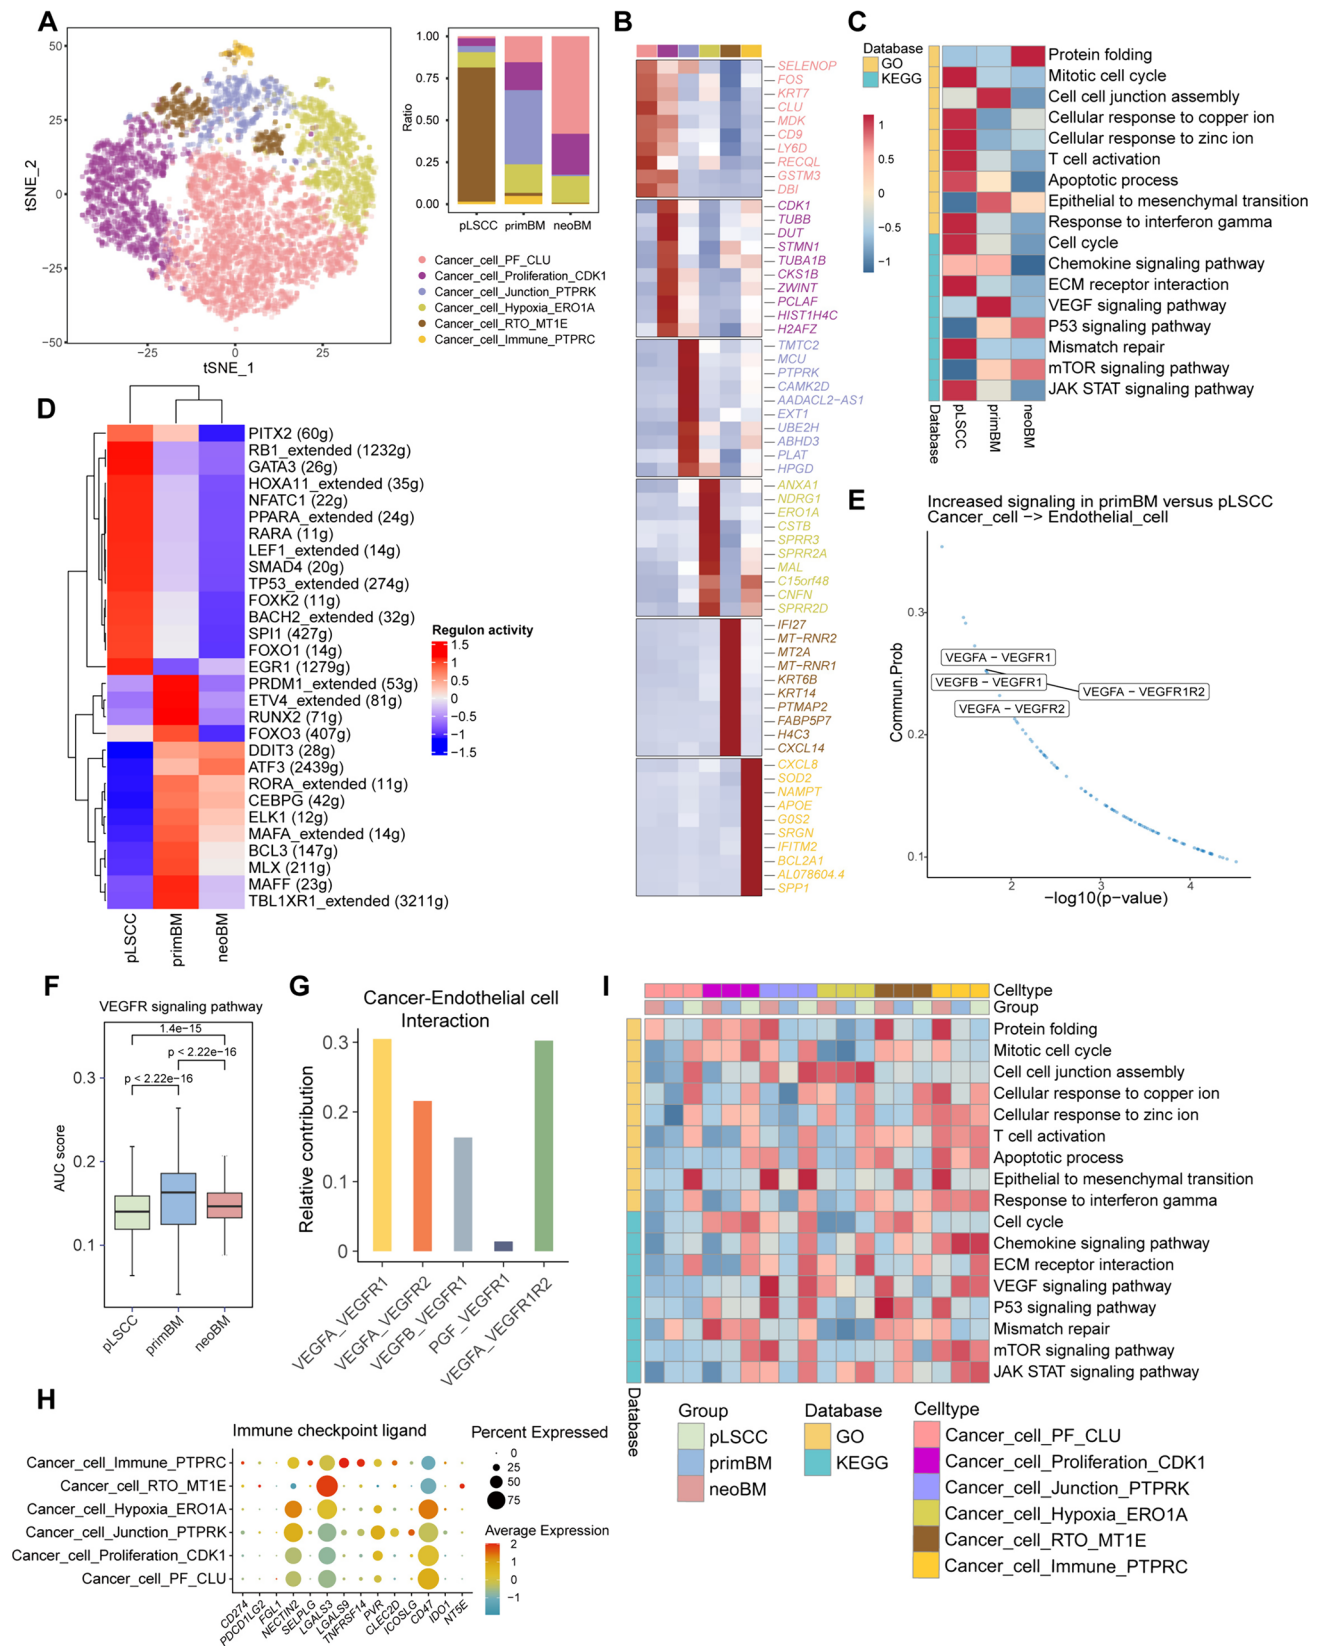 A
50
25
0
−25
−50
tSNE_2
−25
0
25
tSNE_1
1.00
0.75
0.50
0.25
0.00
Ratio
pLSCC
primBM
neoBM
Cancer_cell_PF_CLU
Cancer_cell_Proliferation_CDK1
Cancer_cell_Junction_PTPRK
Cancer_cell_Hypoxia_ERO1A
Cancer_cell_RTO_MT1E
Cancer_cell_Immune_PTPRC
B
SELENOP
FOS
KRT7
CLU
MDK
CD9
LY6D
RECQL
GSTM3
DBI
CDK1
TUBB
DUT
STMN1
TUBA1B
CKS1B
ZWINT
PCLAF
HIST1H4C
H2AFZ
TMTC2
MCU
PTPRK
CAMK2D
AADACL2−AS1
EXT1
UBE2H
ABHD3
PLAT
HPGD
ANXA1
NDRG1
ERO1A
CSTB
SPRR3
SPRR2A
MAL
C15orf48
CNFN
SPRR2D
IFI27
MT−RNR2
MT2A
MT−RNR1
KRT6B
KRT14
PTMAP2
FABP5P7
H4C3
CXCL14
CXCL8
SOD2
NAMPT
APOE
G0S2
SRGN
IFITM2
BCL2A1
AL078604.4
SPP1
C
Database
GO
KEGG
1
0.5
0
−0.5
−1
Protein folding
Mitotic cell cycle
Cell cell junction assembly
Cellular response to copper ion
Cellular response to zinc ion
T cell activation
Apoptotic process
Epithelial to mesenchymal transition
Response to interferon gamma
Cell cycle
Chemokine signaling pathway
ECM receptor interaction
VEGF signaling pathway
P53 signaling pathway
Mismatch repair
mTOR signaling pathway
JAK STAT signaling pathway
Database
pLSCC
primBM
neoBM
D
PITX2 (60g)
RB1_extended (1232g)
GATA3 (26g)
HOXA11_extended (35g)
NFATC1 (22g)
PPARA_extended (24g)
RARA (11g)
LEF1_extended (14g)
SMAD4 (20g)
TP53_extended (274g)
FOXK2 (11g)
BACH2_extended (32g)
SPI1 (427g)
FOXO1 (14g)
EGR1 (1279g)
PRDM1_extended (53g)
ETV4_extended (81g)
RUNX2 (71g)
FOXO3 (407g)
DDIT3 (28g)
ATF3 (2439g)
RORA_extended (11g)
CEBPG (42g)
ELK1 (12g)
MAFA_extended (14g)
BCL3 (147g)
MLX (211g)
MAFF (23g)
TBL1XR1_extended (3211g)
pLSCC
primBM
neoBM
Regulon activity
1.5
1
0.5
0
−0.5
−1
−1.5
E
Increased signaling in primBM versus pLSCC
Cancer_cell −> Endothelial_cell
Commun.Prob
0.3
0.2
0.1
VEGFA − VEGFR1
VEGFB − VEGFR1
VEGFA − VEGFR1R2
VEGFA − VEGFR2
2
3
4
−log10(p−value)
F
VEGFR signaling pathway
1.4e−15
p < 2.22e−16
p < 2.22e−16
AUC score
0.3
0.2
0.1
pLSCC
primBM
neoBM
G
Cancer-Endothelial cell
Interaction
Relative contribution
0.3
0.2
0.1
0
VEGFA_VEGFR1
VEGFA_VEGFR2
VEGFB_VEGFR1
PGF_VEGFR1
VEGFA_VEGFR1R2
H
Immune checkpoint ligand
Cancer_cell_Immune_PTPRC
Cancer_cell_RTO_MT1E
Cancer_cell_Hypoxia_ERO1A
Cancer_cell_Junction_PTPRK
Cancer_cell_Proliferation_CDK1
Cancer_cell_PF_CLU
CD274
PDCD1LG2
FGL1
NECTIN2
SELPLG
LGALS3
LGALS9
TNFRSF14
PVR
CLEC2D
ICOSLG
CD47
IDO1
NT5E
Percent Expressed
0
25
50
75
Average Expression
2
1
0
−1
I
Celltype
Group
Protein folding
Mitotic cell cycle
Cell cell junction assembly
Cellular response to copper ion
Cellular response to zinc ion
T cell activation
Apoptotic process
Epithelial to mesenchymal transition
Response to interferon gamma
Cell cycle
Chemokine signaling pathway
ECM receptor interaction
VEGF signaling pathway
P53 signaling pathway
Mismatch repair
mTOR signaling pathway
JAK STAT signaling pathway
Database
Group
pLSCC
primBM
neoBM
Database
GO
KEGG
Celltype
Cancer_cell_PF_CLU
Cancer_cell_Proliferation_CDK1
Cancer_cell_Junction_PTPRK
Cancer_cell_Hypoxia_ERO1A
Cancer_cell_RTO_MT1E
Cancer_cell_Immune_PTPRC